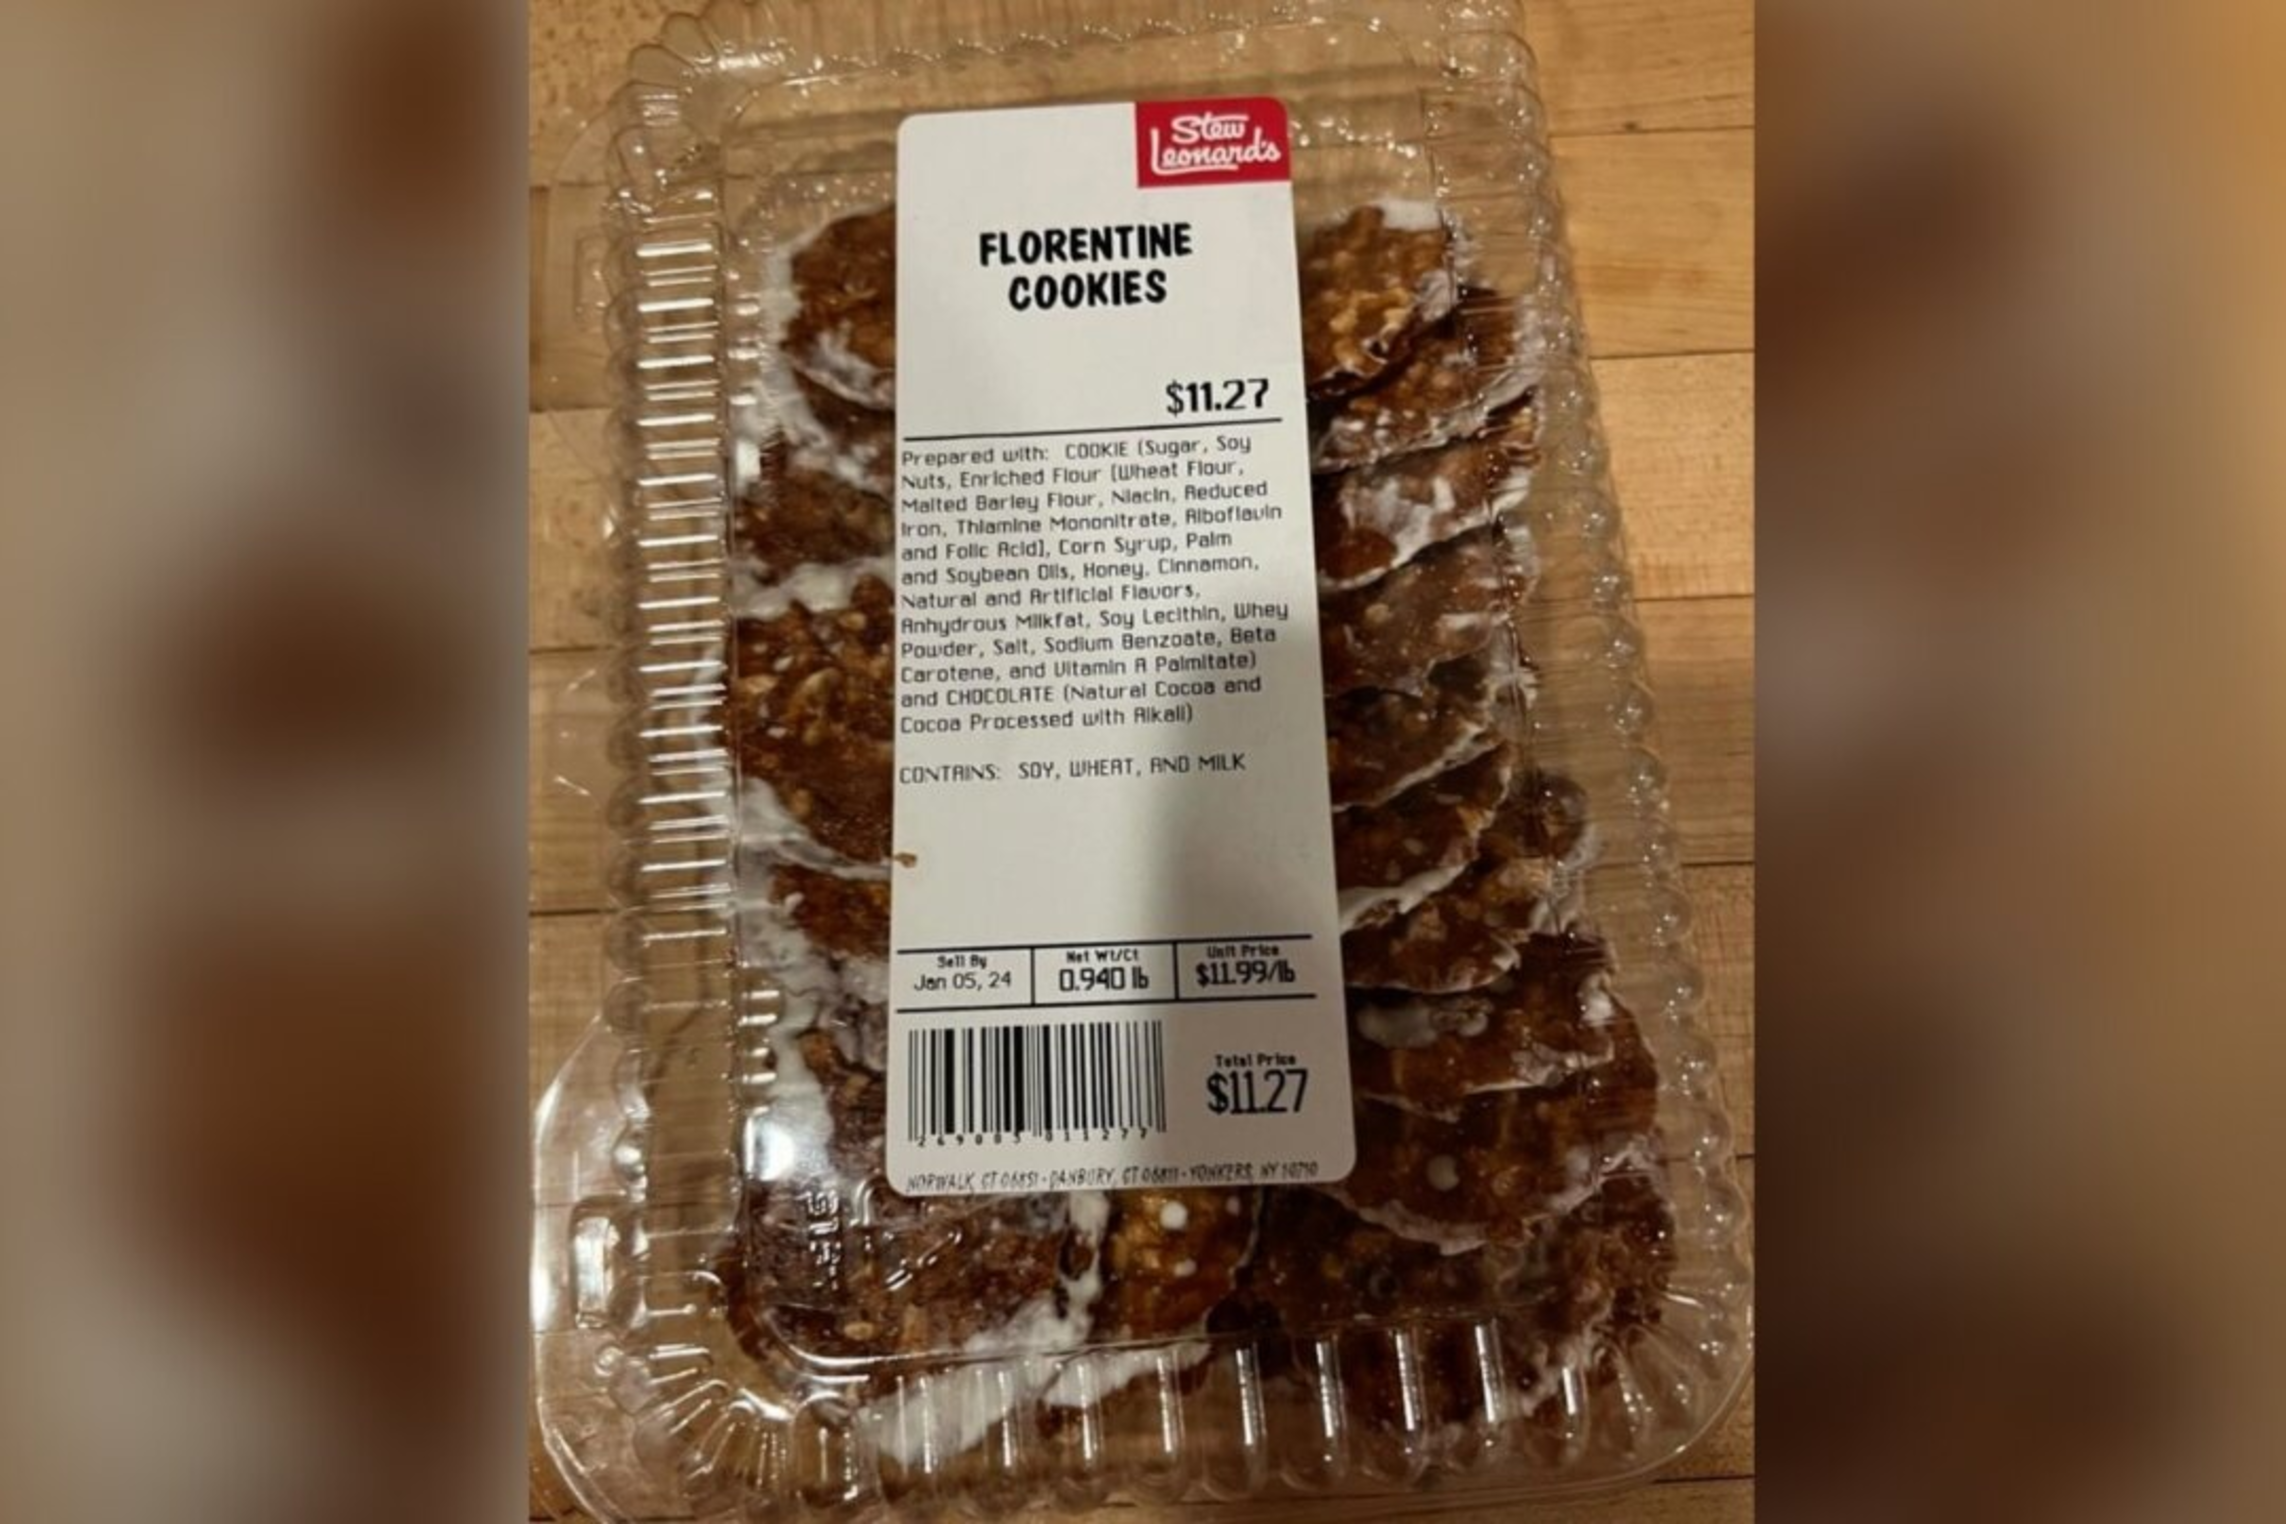 Stew
Leonard's
FLORENTINE
COOKIES
$11.27
Prepared with: COOKIE (Sugar, Soy
Nuts, Enriched Flour [Wheat Flour,
Malted Barley Flour, Niacin, Reduced
Iron, Thiamine Mononitrate, Riboflavin
and Folic Acid], Corn Syrup, Palm
and Soybean Oils, Honey, Cinnamon,
Natural and Artificial Flavors,
Anhydrous Milkfat, Soy Lecithin, Whey
Powder, Salt, Sodium Benzoate, Beta
Carotene, and Vitamin A Palmitate)
and CHOCOLATE (Natural Cocoa and
Cocoa Processed with Alkali)
CONTAINS: SOY, WHEAT, AND MILK
Sell By Net Wt/Ct Unit Price
Jan 05, 24 0.940 lb $11.99/lb
Total Price
$11.27
2 69003 01127 7
NORWALK, CT 06851 - DANBURY, CT 06811 - YONKERS, NY 10710